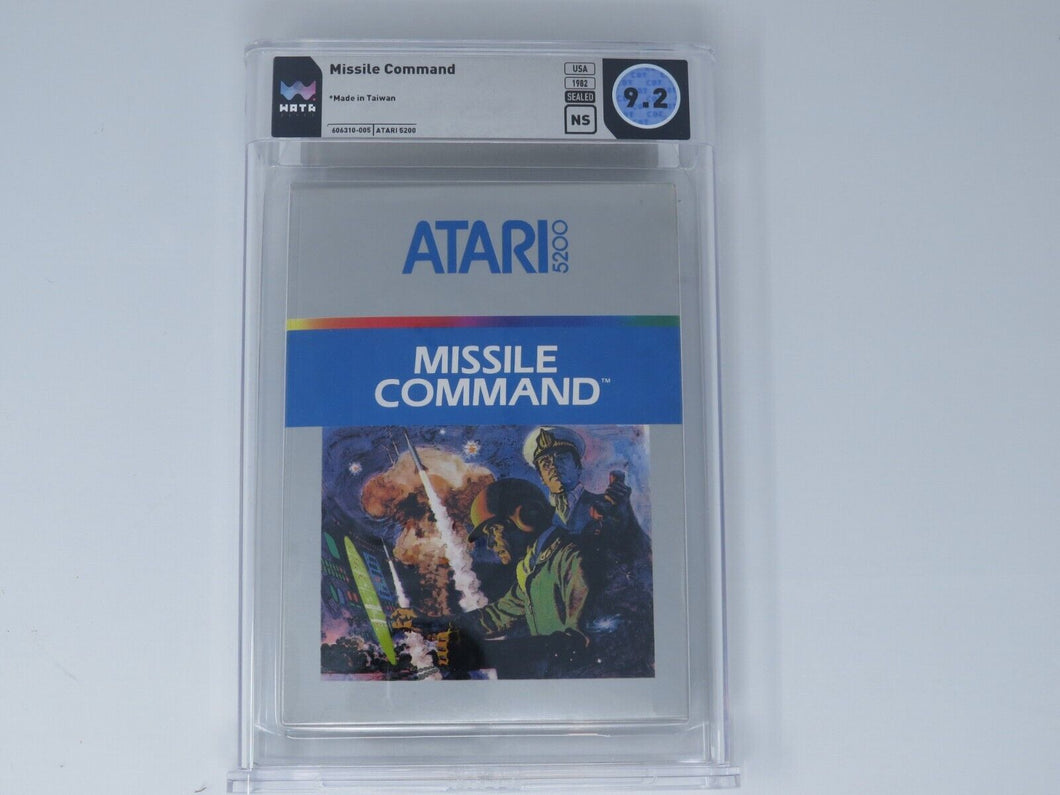 WATA
Missile Command
*Made in Taiwan
606310-005 | ATARI 5200
USA
1982
SEALED
NS
9.2
ATARI 5200
MISSILE
COMMAND™